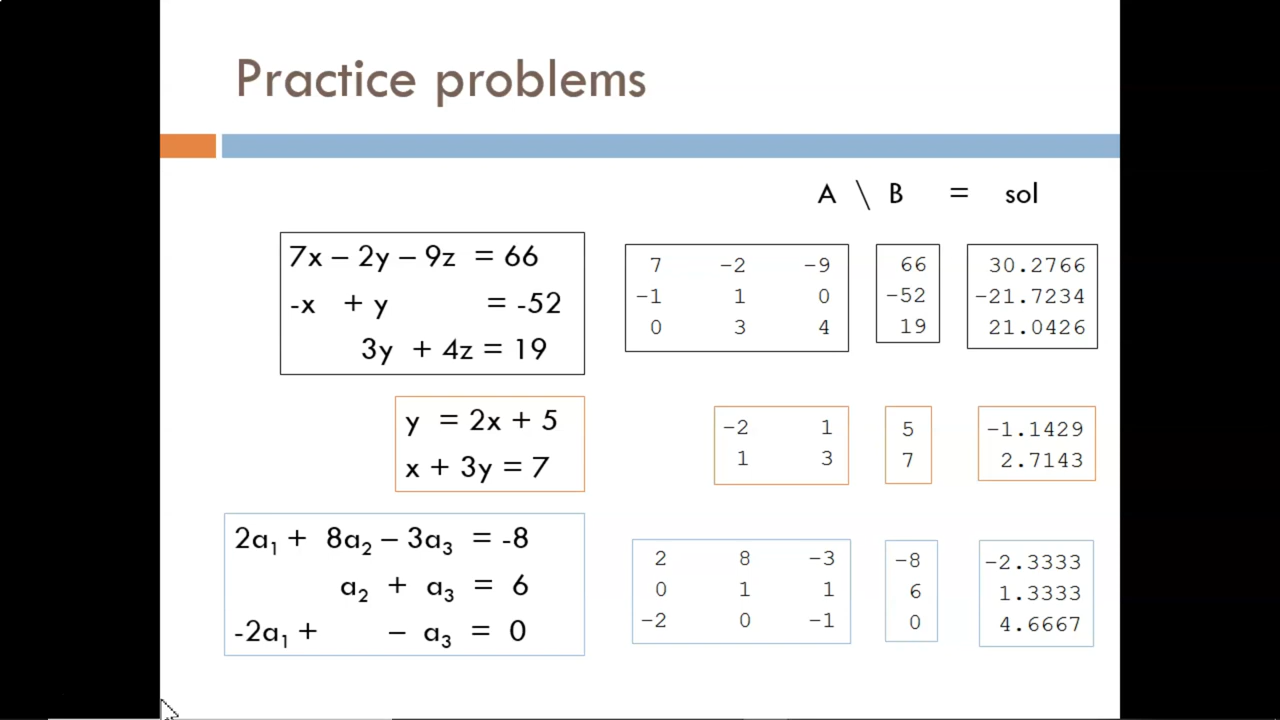 Practice problems
A \ B = sol
7x – 2y – 9z = 66
-x + y = -52
3y + 4z = 19
7 -2 -9
-1 1 0
0 3 4
66
-52
19
30.2766
-21.7234
21.0426
y = 2x + 5
x + 3y = 7
-2 1
1 3
5
7
-1.1429
2.7143
2a₁ + 8a₂ – 3a₃ = -8
a₂ + a₃ = 6
-2a₁ + – a₃ = 0
2 8 -3
0 1 1
-2 0 -1
-8
6
0
-2.3333
1.3333
4.6667